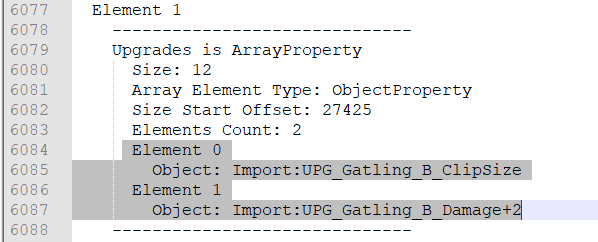 6077 Element 1
6078 ------------------------------
6079 Upgrades is ArrayProperty
6080 Size: 12
6081 Array Element Type: ObjectProperty
6082 Size Start Offset: 27425
6083 Elements Count: 2
6084 Element 0
6085 Object: Import:UPG_Gatling_B_ClipSize
6086 Element 1
6087 Object: Import:UPG_Gatling_B_Damage+2
6088 ------------------------------